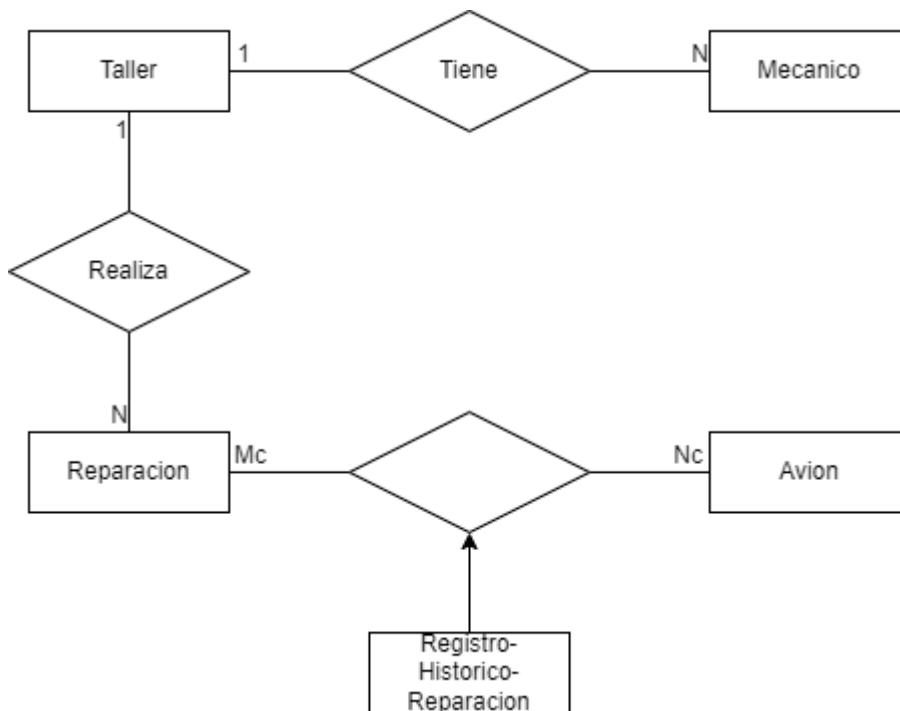 Taller
1
Tiene
N
Mecanico
1
Realiza
N
Reparacion
Mc
Nc
Avion
Registro-
Historico-
Reparacion